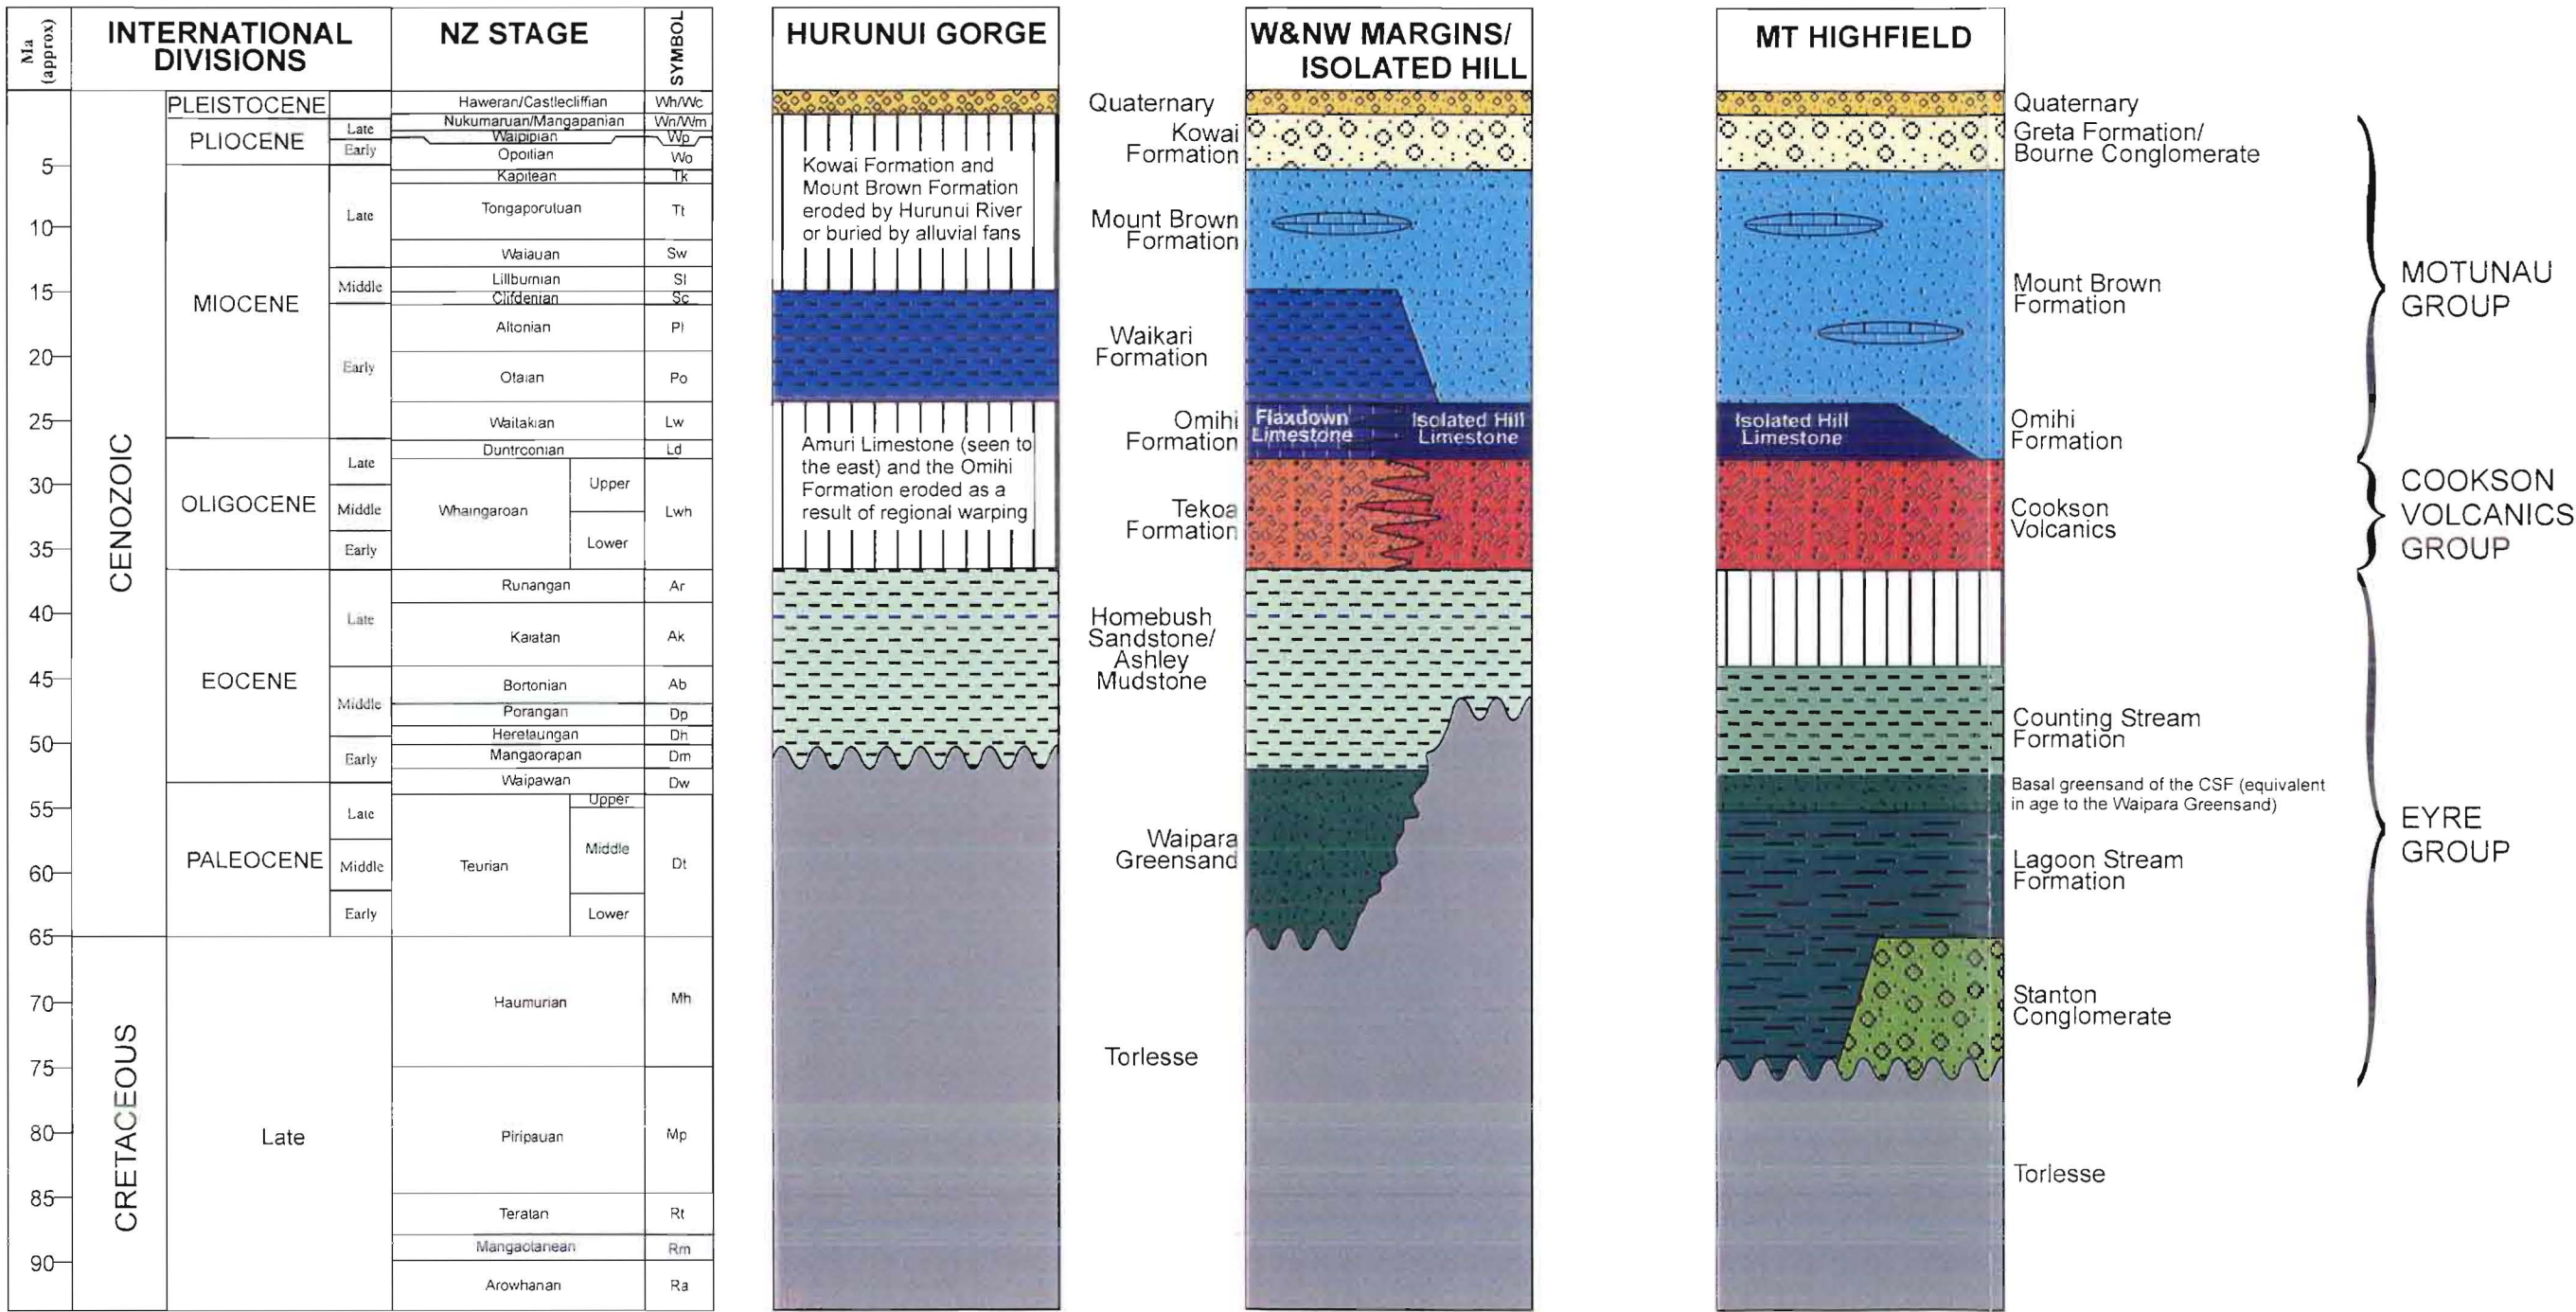 Ma
(approx)
INTERNATIONAL
DIVISIONS
NZ STAGE
SYMBOL
HURUNUI GORGE
W&NW MARGINS/
ISOLATED HILL
MT HIGHFIELD
5
10
15
20
25
30
35
40
45
50
55
60
65
70
75
80
85
90
CENOZOIC
CRETACEOUS
PLEISTOCENE
PLIOCENE
Late
Early
MIOCENE
Late
Middle
Early
OLIGOCENE
Late
Middle
Early
EOCENE
Late
Middle
Early
PALEOCENE
Late
Middle
Early
Late
Haweran/Castlecliffian
Wh/Wc
Nukumaruan/Mangapanian
Wn/Wm
Waipipian
Wp
Opoitian
Wo
Kapitean
Tk
Tongaporutuan
Tt
Waiauan
Sw
Lillburnian
Sl
Clifdenian
Sc
Altonian
Pl
Otaian
Po
Waitakian
Lw
Duntroonian
Ld
Whaingaroan
Upper
Lower
Lwh
Runangan
Ar
Kaiatan
Ak
Bortonian
Ab
Porangan
Dp
Heretaungan
Dh
Mangaorapan
Dm
Waipawan
Dw
Teurian
Upper
Middle
Lower
Dt
Haumurian
Mh
Piripauan
Mp
Teratan
Rt
Mangaotanean
Rm
Arowhanan
Ra
Kowai Formation and
Mount Brown Formation
eroded by Hurunui River
or buried by alluvial fans
Amuri Limestone (seen to
the east) and the Omihi
Formation eroded as a
result of regional warping
Quaternary
Kowai
Formation
Mount Brown
Formation
Waikari
Formation
Omihi
Formation
Tekoa
Formation
Homebush
Sandstone/
Ashley
Mudstone
Waipara
Greensand
Torlesse
Flaxdown
Limestone
Isolated Hill
Limestone
Isolated Hill
Limestone
Quaternary
Greta Formation/
Bourne Conglomerate
Mount Brown
Formation
Omihi
Formation
Cookson
Volcanics
Counting Stream
Formation
Basal greensand of the CSF (equivalent
in age to the Waipara Greensand)
Lagoon Stream
Formation
Stanton
Conglomerate
Torlesse
MOTUNAU
GROUP
COOKSON
VOLCANICS
GROUP
EYRE
GROUP